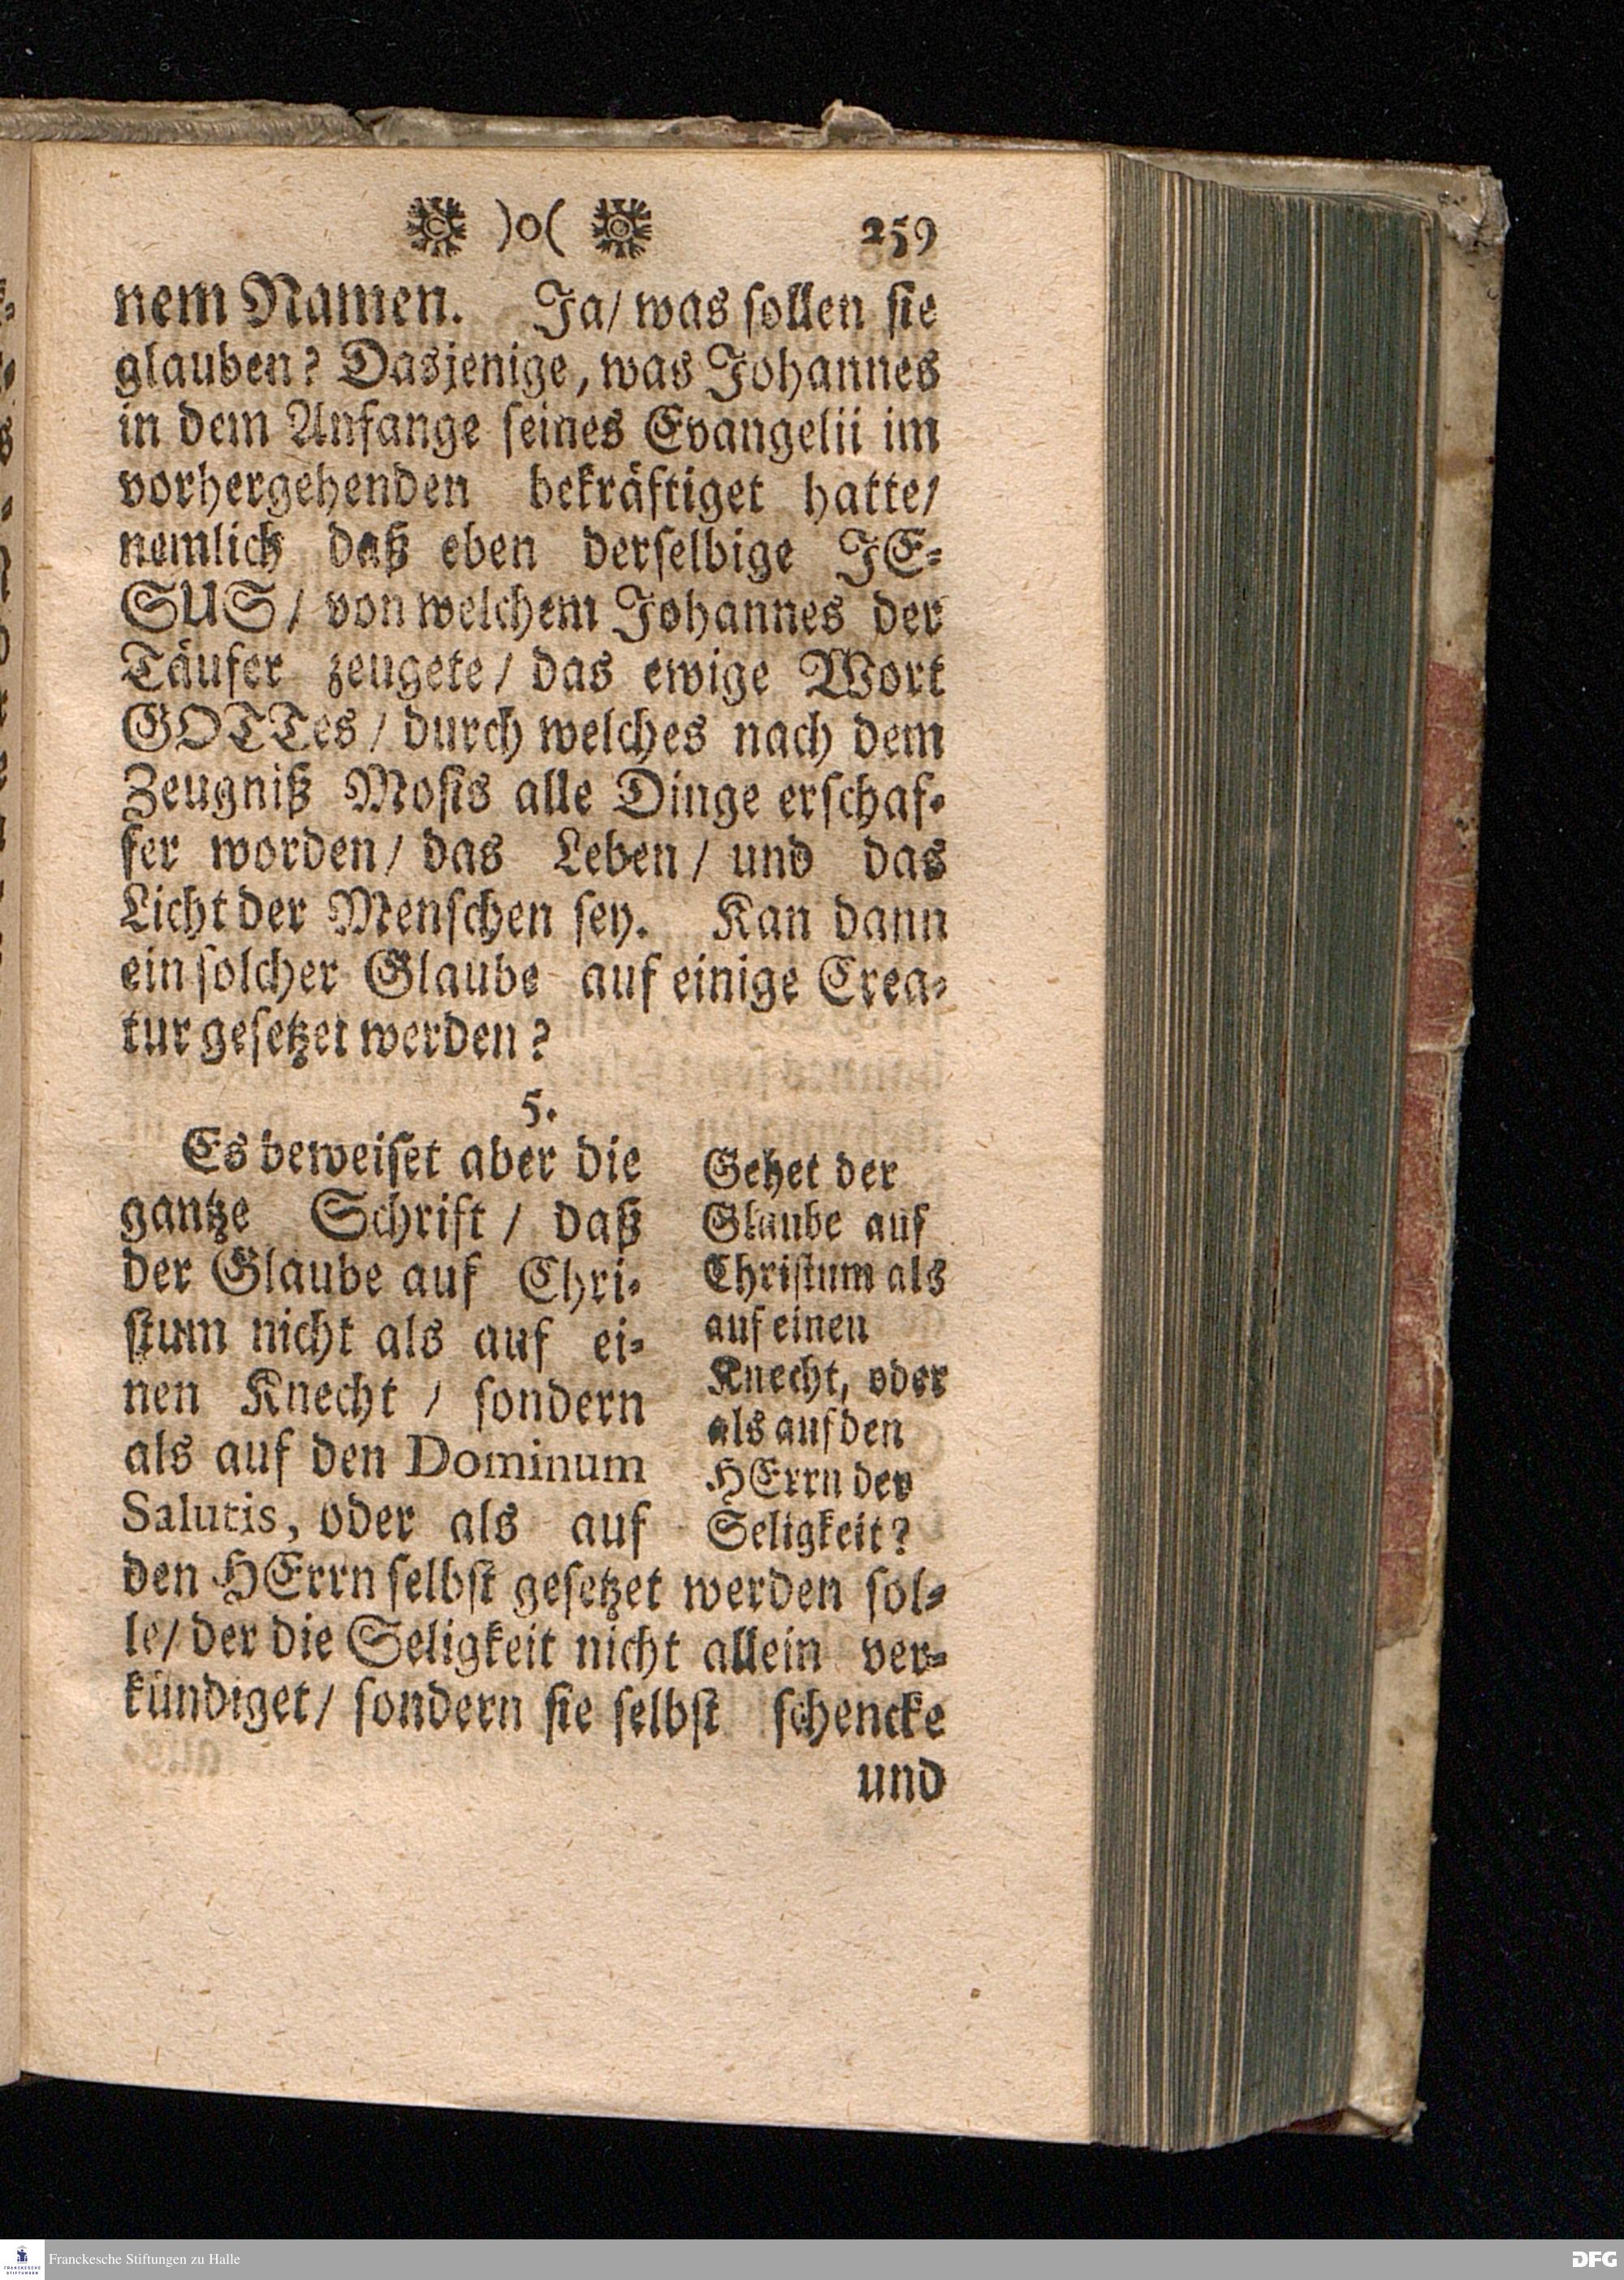 )o( 259
nem Namen. Ja/ was sollen sie
glauben? Dasjenige, was Johannes
in dem Anfange seines Evangelii im
vorhergehenden bekräftiget hatte/
nemlich daß eben derselbige JE-
SUS/ von welchem Johannes der
Täufer zeugete/ das ewige Wort
GOTTes/ durch welches nach dem
Zeugniß Mosis alle Dinge erschaf-
fer worden/ das Leben/ und das
Licht der Menschen sey. Kan dann
ein solcher Glaube auf einige Crea-
tur gesetzet werden?
5.
Es beweiset aber die
gantze Schrift/ daß
der Glaube auf Chri-
stum nicht als auf ei-
nen Knecht/ sondern
als auf den Dominum
Salutis, oder als auf
Gehet der
Glaube auf
Christum als
auf einen
Knecht, oder
als auf den
HErrn der
Seligkeit?
den HErrn selbst gesetzet werden sol-
le/ der die Seligkeit nicht allein ver-
kündiget/ sondern sie selbst schencke
und
Franckesche Stiftungen zu Halle
DFG